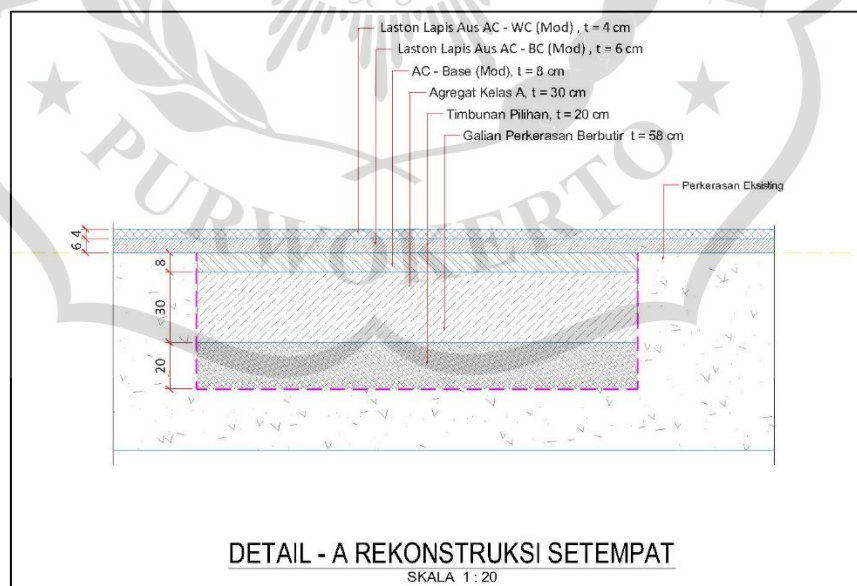 Laston Lapis Aus AC - WC (Mod) , t = 4 cm
Laston Lapis Aus AC - BC (Mod) , t = 6 cm
AC - Base (Mod), t = 8 cm
Agregat Kelas A, t = 30 cm
Timbunan Pilihan, t = 20 cm
Galian Perkerasan Berbutir t = 58 cm
Perkerasan Eksisting
PURWOKERTO
4
6
8
30
20
DETAIL - A REKONSTRUKSI SETEMPAT
SKALA 1 : 20